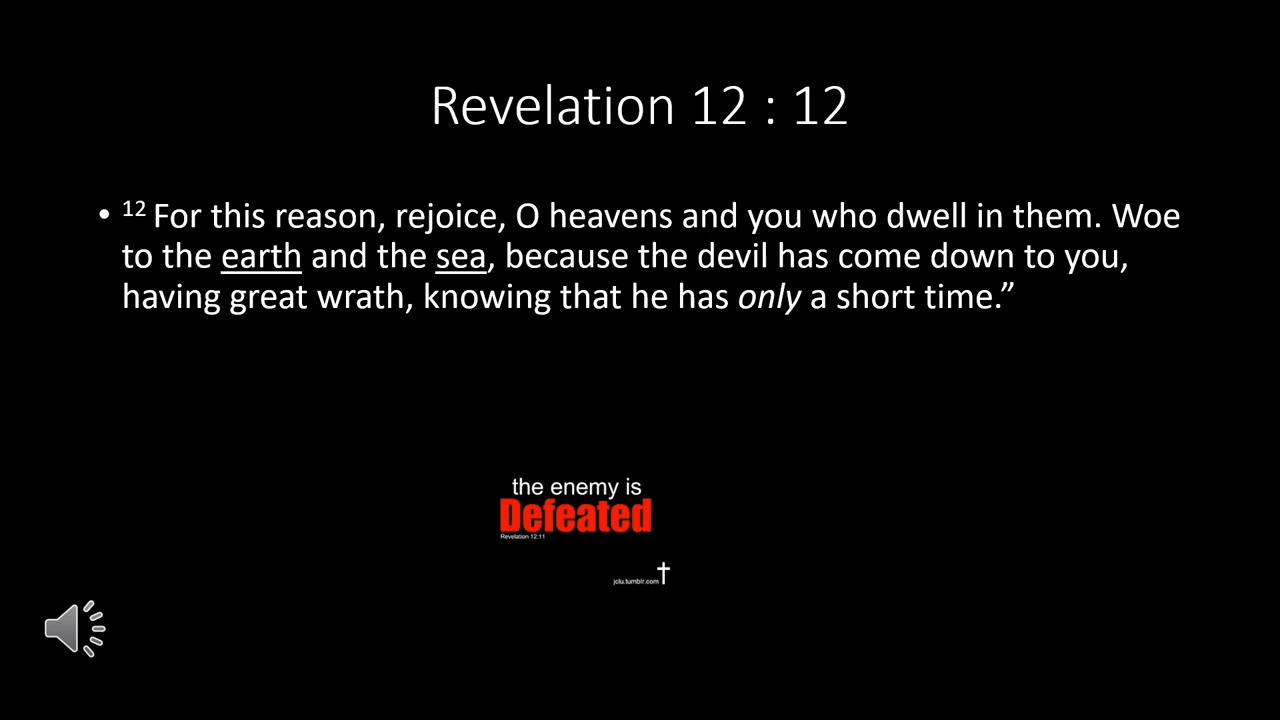 Revelation 12 : 12
• 12 For this reason, rejoice, O heavens and you who dwell in them. Woe
to the earth and the sea, because the devil has come down to you,
having great wrath, knowing that he has only a short time.”
the enemy is
Defeated
Revelation 12:11
jclu.tumblr.com